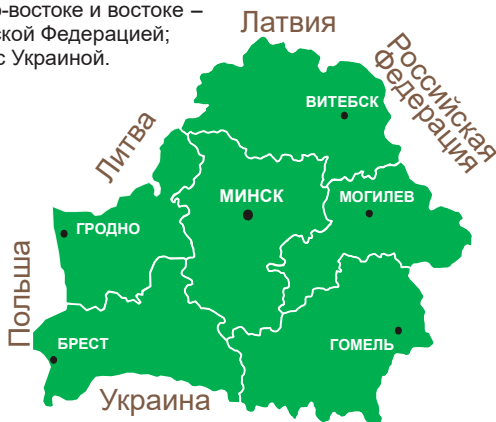 о-востоке и востоке –
ской Федерацией;
с Украиной.
Латвия
Российская
Федерация
ВИТЕБСК
Литва
МИНСК
МОГИЛЕВ
ГРОДНО
Польша
БРЕСТ
ГОМЕЛЬ
Украина